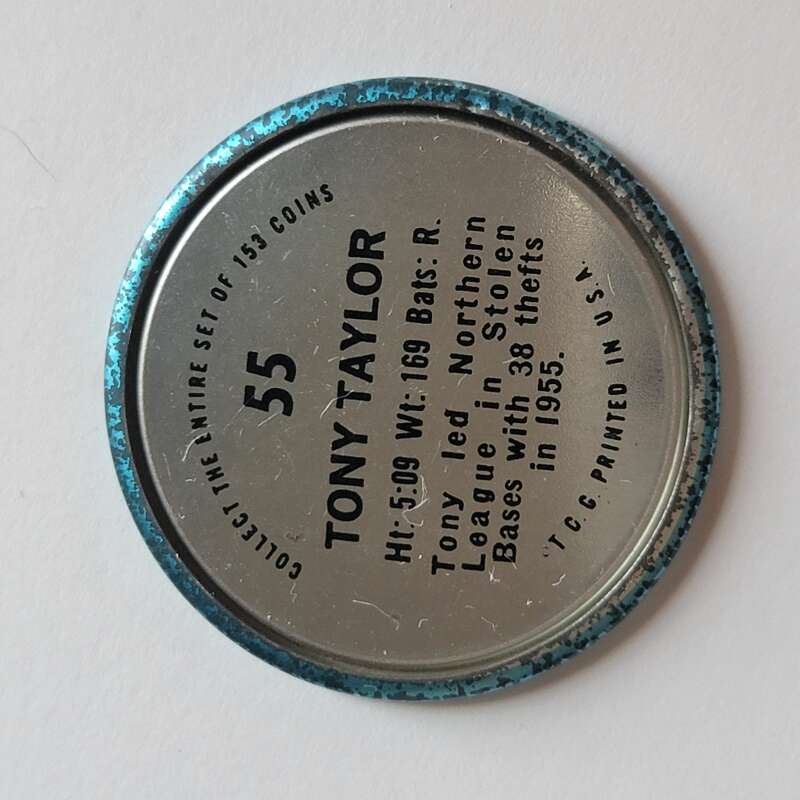 COLLECT THE ENTIRE SET OF 153 COINS
55
TONY TAYLOR
Ht: 5:09 Wt: 169 Bats: R.
Tony led Northern
League in Stolen
Bases with 38 thefts
in 1955.
T.C.G. PRINTED IN U.S.A.